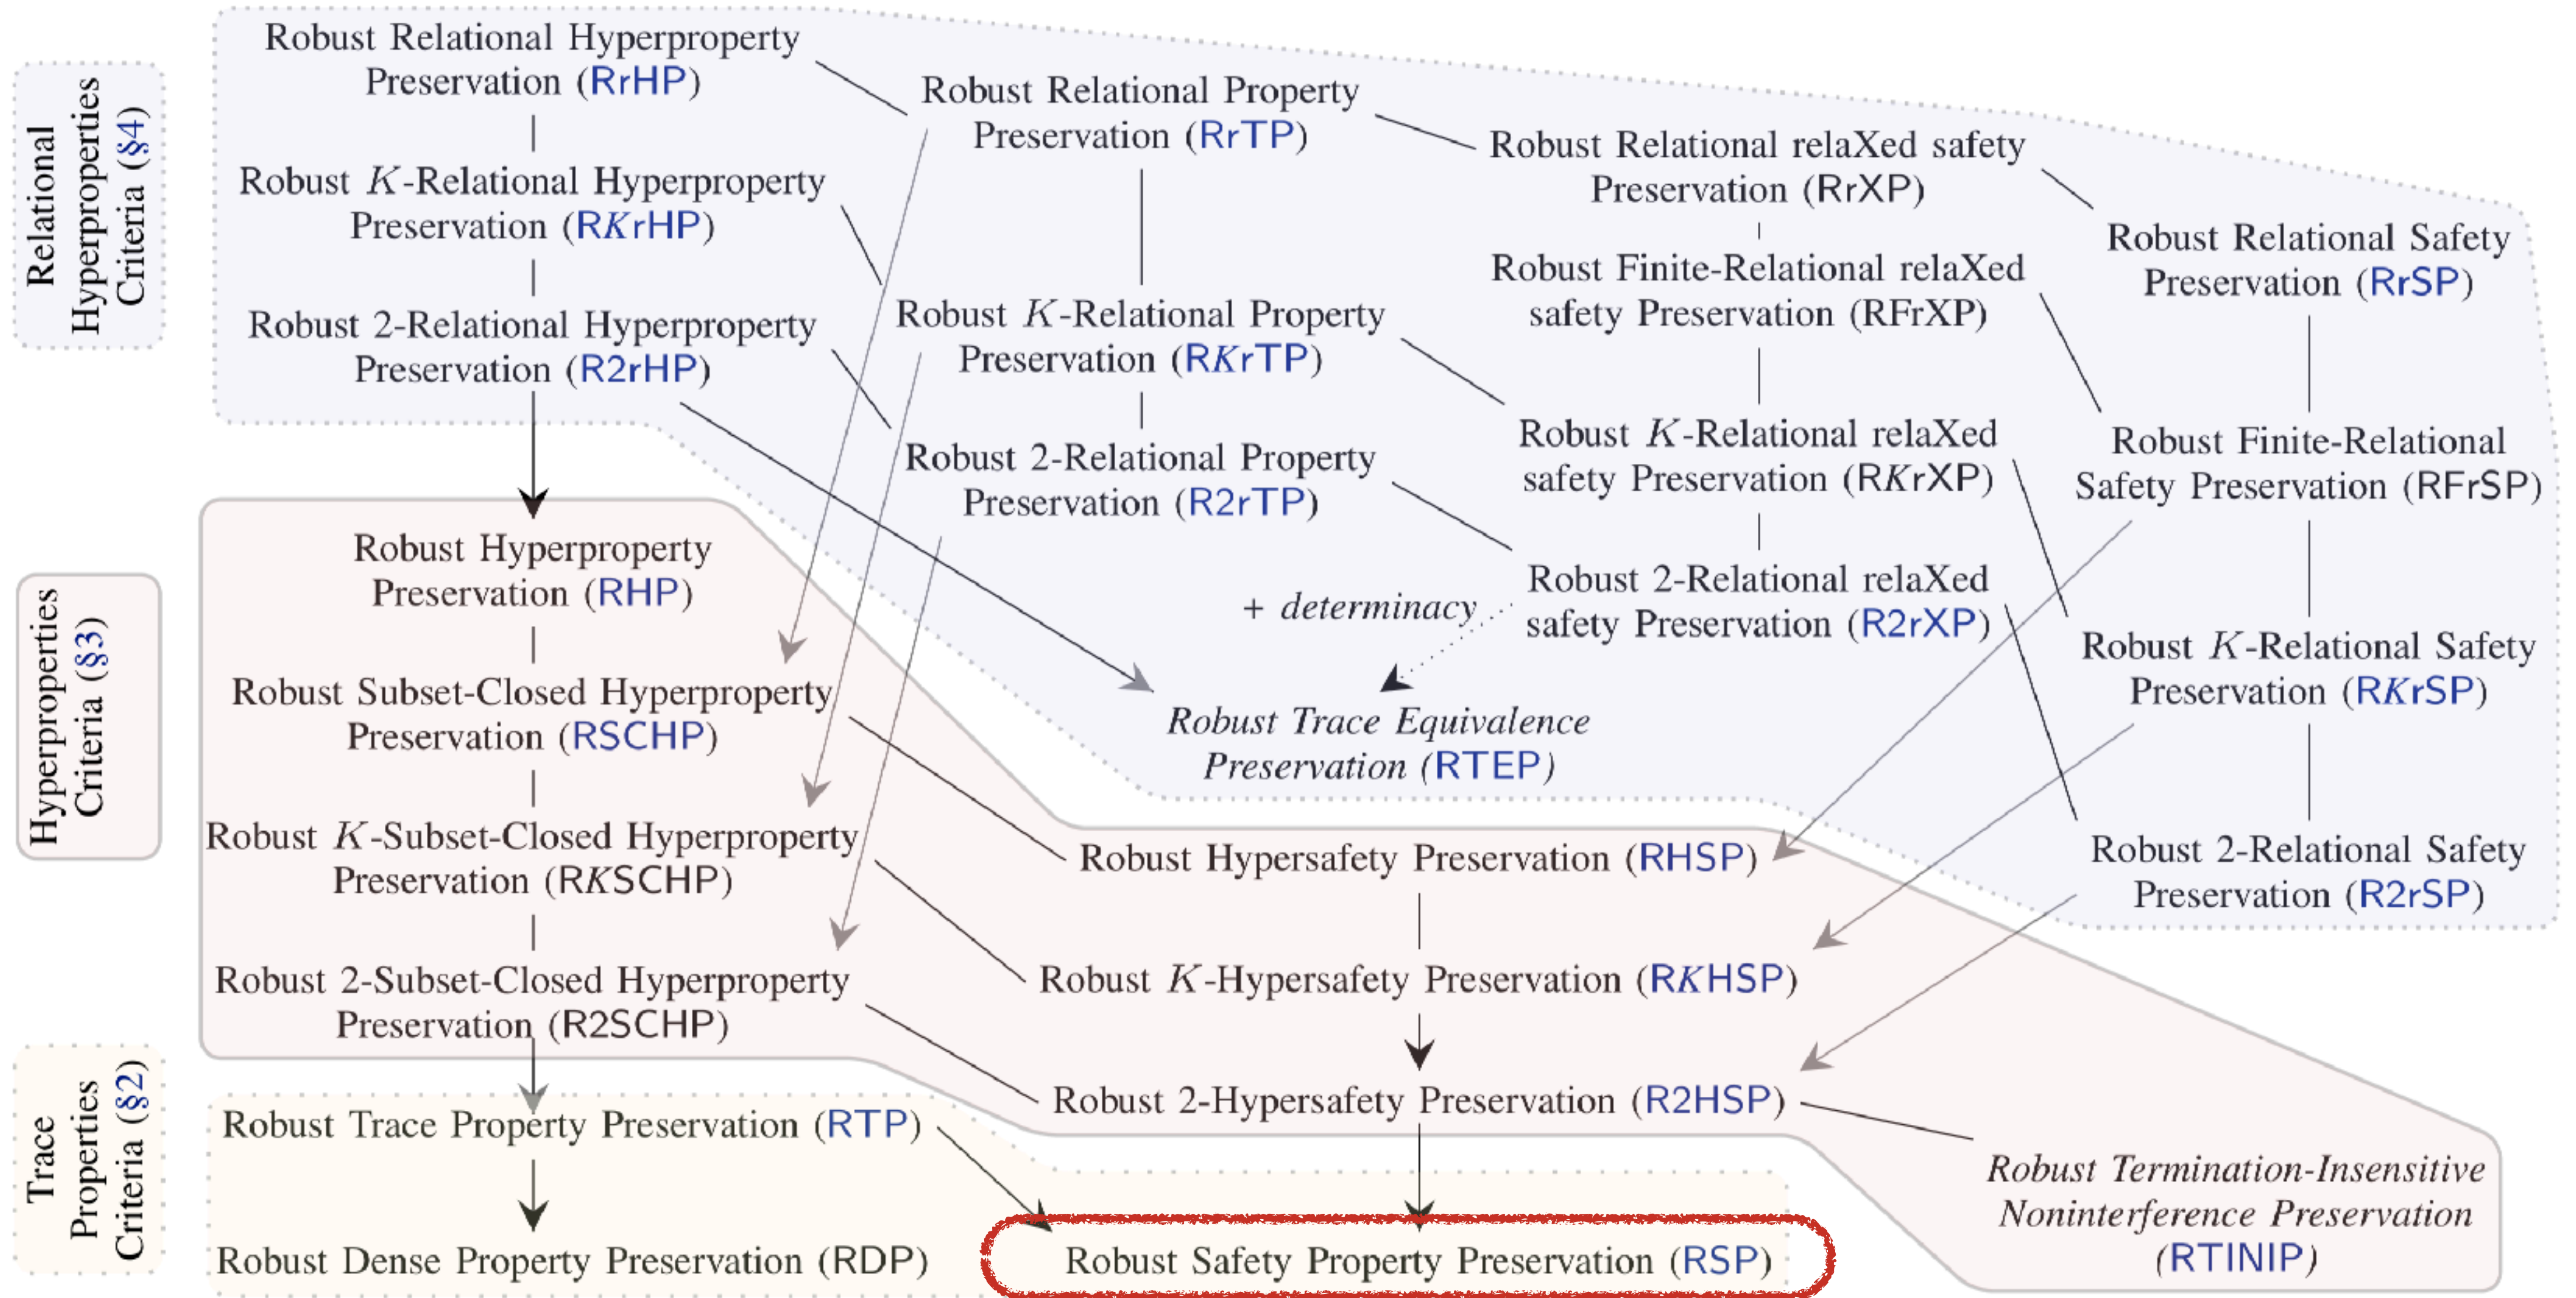 Relational
Hyperproperties
Criteria (§4)
Robust Relational Hyperproperty
Preservation (RrHP)
Robust K-Relational Hyperproperty
Preservation (RKrHP)
Robust 2-Relational Hyperproperty
Preservation (R2rHP)
Robust Relational Property
Preservation (RrTP)
Robust K-Relational Property
Preservation (RKrTP)
Robust 2-Relational Property
Preservation (R2rTP)
Robust Relational relaXed safety
Preservation (RrXP)
Robust Finite-Relational relaXed
safety Preservation (RFrXP)
Robust K-Relational relaXed
safety Preservation (RKrXP)
Robust 2-Relational relaXed
safety Preservation (R2rXP)
Robust Relational Safety
Preservation (RrSP)
Robust Finite-Relational
Safety Preservation (RFrSP)
Robust K-Relational Safety
Preservation (RKrSP)
Robust 2-Relational Safety
Preservation (R2rSP)
+ determinacy
Robust Trace Equivalence
Preservation (RTEP)
Hyperproperties
Criteria (§3)
Robust Hyperproperty
Preservation (RHP)
Robust Subset-Closed Hyperproperty
Preservation (RSCHP)
Robust K-Subset-Closed Hyperproperty
Preservation (RKSCHP)
Robust 2-Subset-Closed Hyperproperty
Preservation (R2SCHP)
Robust Hypersafety Preservation (RHSP)
Robust K-Hypersafety Preservation (RKHSP)
Robust 2-Hypersafety Preservation (R2HSP)
Robust Termination-Insensitive
Noninterference Preservation
(RTINIP)
Trace
Properties
Criteria (§2)
Robust Trace Property Preservation (RTP)
Robust Dense Property Preservation (RDP)
Robust Safety Property Preservation (RSP)